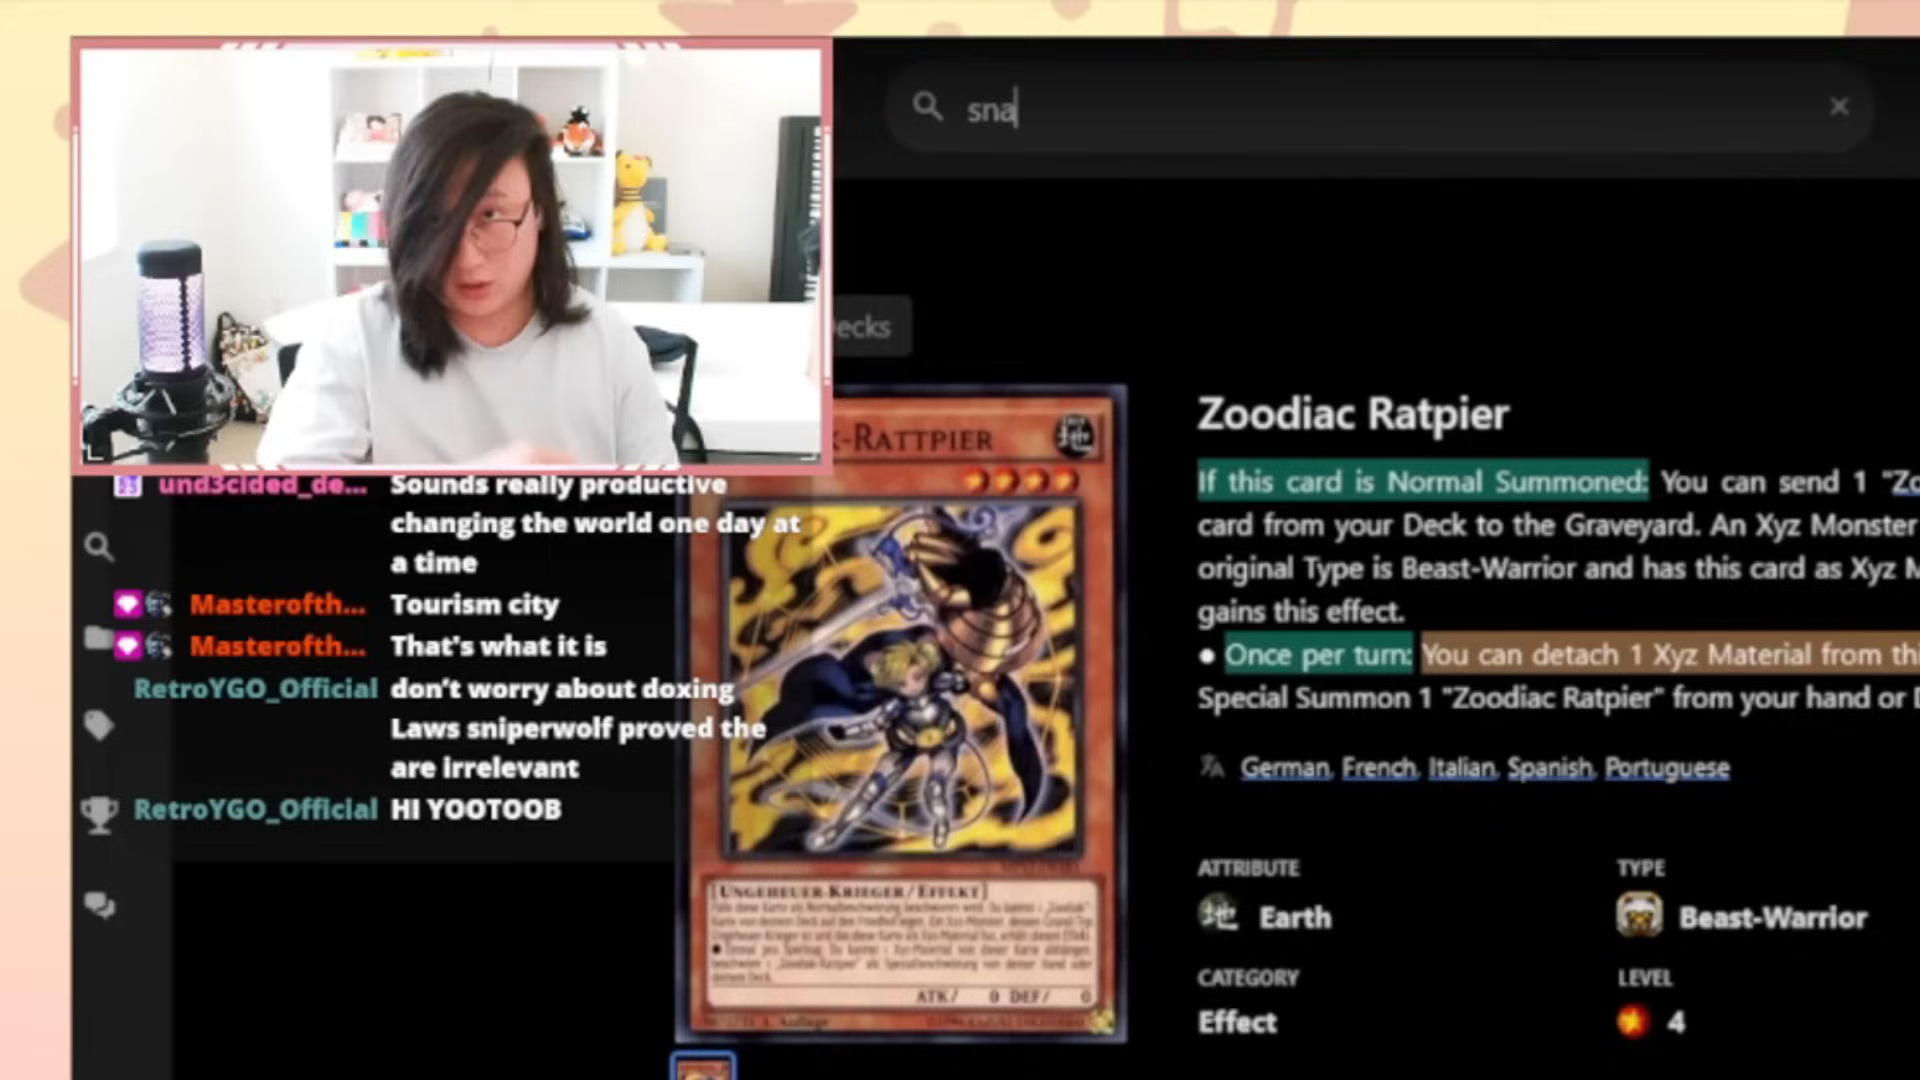 sna
ecks
Zoodiac Ratpier
-RATTPIER
If this card is Normal Summoned: You can send 1 "Zo
card from your Deck to the Graveyard. An Xyz Monster
original Type is Beast-Warrior and has this card as Xyz M
gains this effect.
● Once per turn: You can detach 1 Xyz Material from thi
Special Summon 1 "Zoodiac Ratpier" from your hand or D
German, French, Italian, Spanish, Portuguese
ATTRIBUTE
地 Earth
TYPE
Beast-Warrior
CATEGORY
Effect
LEVEL
4
und3cided_de... Sounds really productive
changing the world one day at
a time
Masterofth... Tourism city
Masterofth... That's what it is
RetroYGO_Official don't worry about doxing
Laws sniperwolf proved the
are irrelevant
RetroYGO_Official HI YOOTOOB
地
[UNGEHEUER-KRIEGER/EFFEKT]
ATK/ 0 DEF/ 0